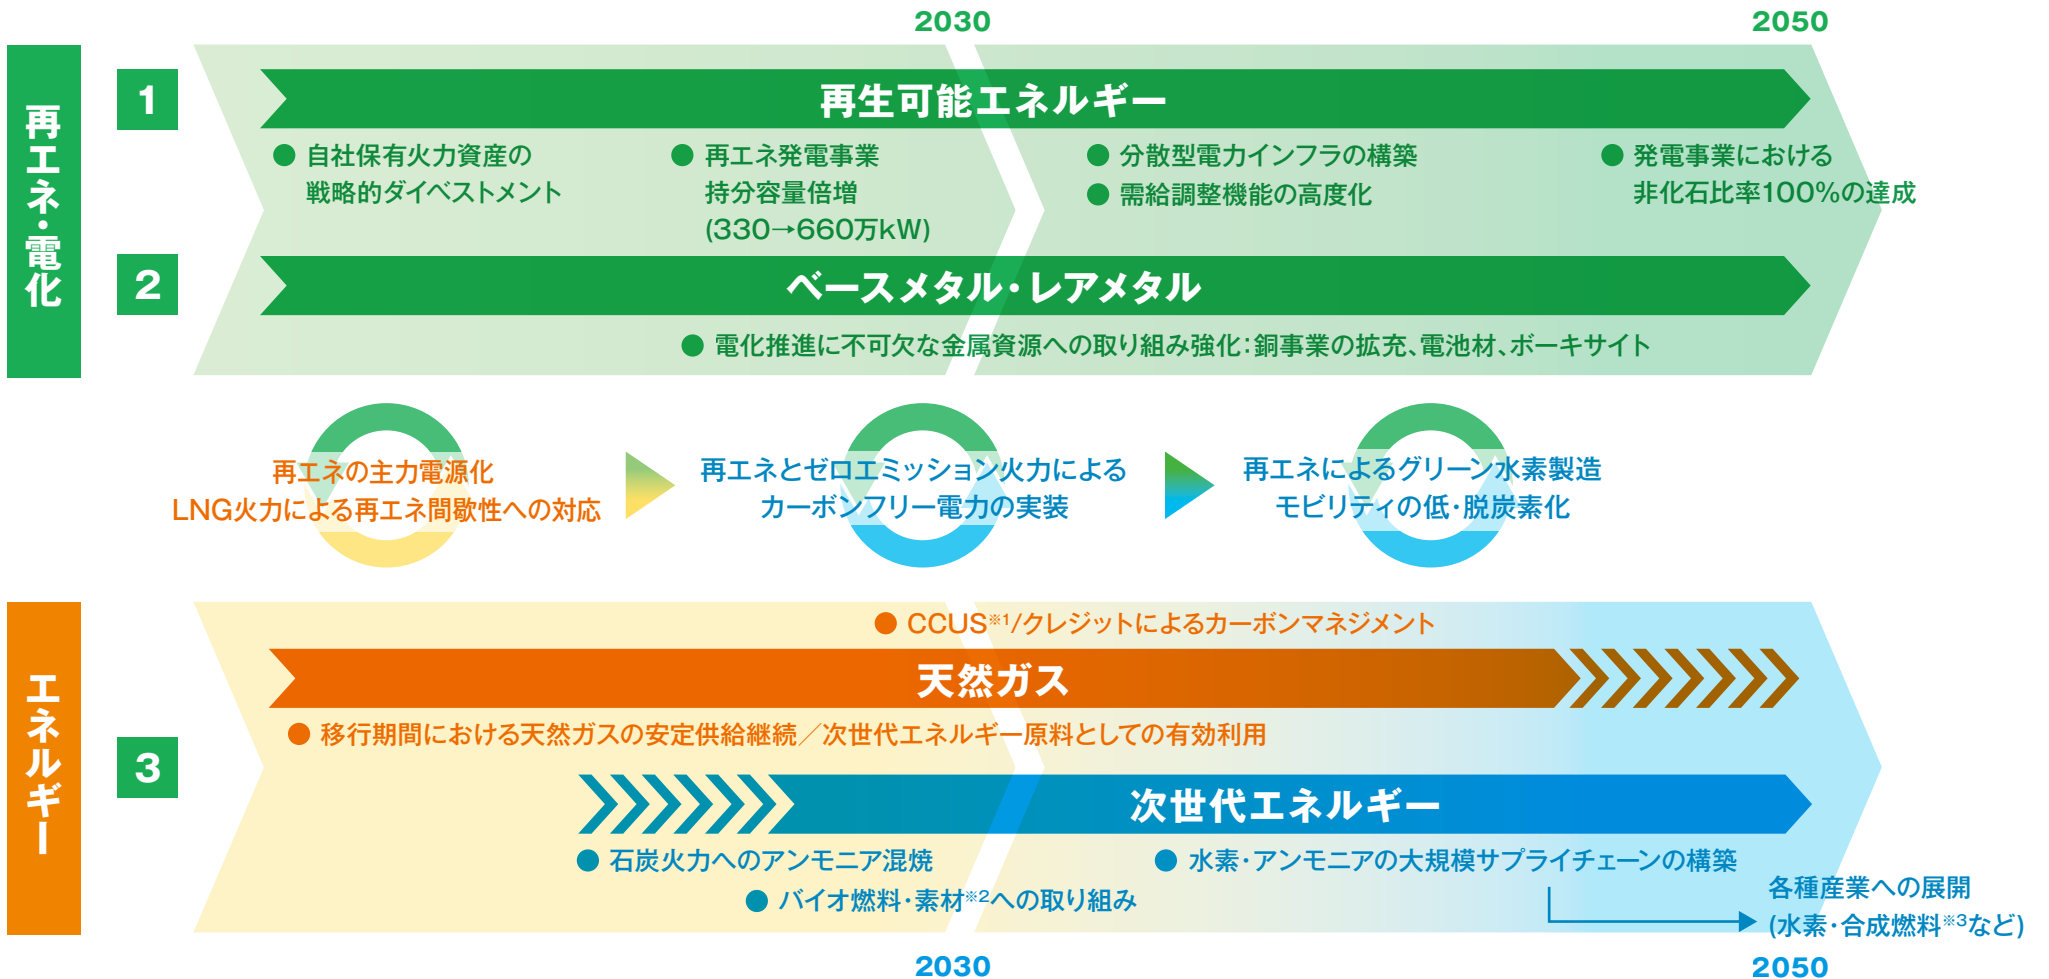 2030
2050
再エネ・電化
1
再生可能エネルギー
● 自社保有火力資産の
戦略的ダイベストメント
● 再エネ発電事業
持分容量倍増
(330→660万kW)
● 分散型電力インフラの構築
● 需給調整機能の高度化
● 発電事業における
非化石比率100%の達成
2
ベースメタル・レアメタル
● 電化推進に不可欠な金属資源への取り組み強化:銅事業の拡充、電池材、ボーキサイト
再エネの主力電源化
LNG火力による再エネ間歇性への対応
再エネとゼロエミッション火力による
カーボンフリー電力の実装
再エネによるグリーン水素製造
モビリティの低・脱炭素化
エネルギー
3
● CCUS※1/クレジットによるカーボンマネジメント
天然ガス
● 移行期間における天然ガスの安定供給継続／次世代エネルギー原料としての有効利用
次世代エネルギー
● 石炭火力へのアンモニア混焼
● バイオ燃料・素材※2への取り組み
● 水素・アンモニアの大規模サプライチェーンの構築
各種産業への展開
(水素・合成燃料※3など)
2030
2050